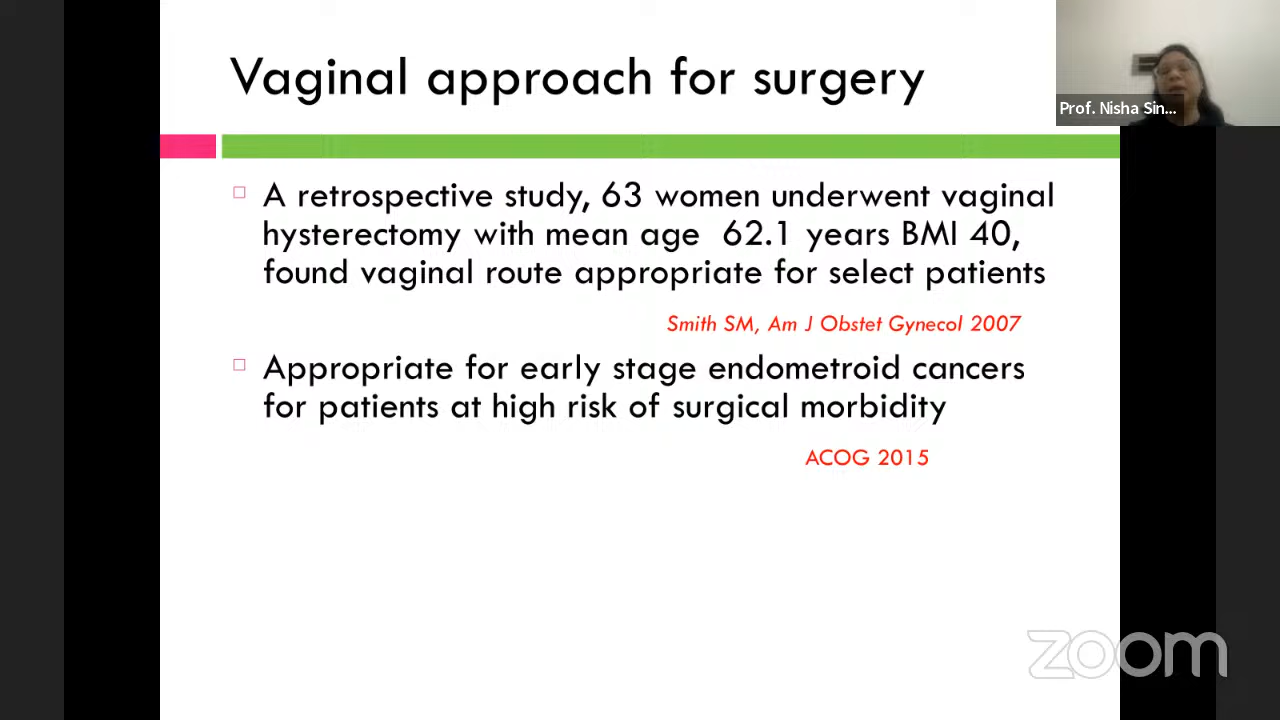 Vaginal approach for surgery
Prof. Nisha Sin...
A retrospective study, 63 women underwent vaginal
hysterectomy with mean age 62.1 years BMI 40,
found vaginal route appropriate for select patients
Smith SM, Am J Obstet Gynecol 2007
Appropriate for early stage endometroid cancers
for patients at high risk of surgical morbidity
ACOG 2015
zoom